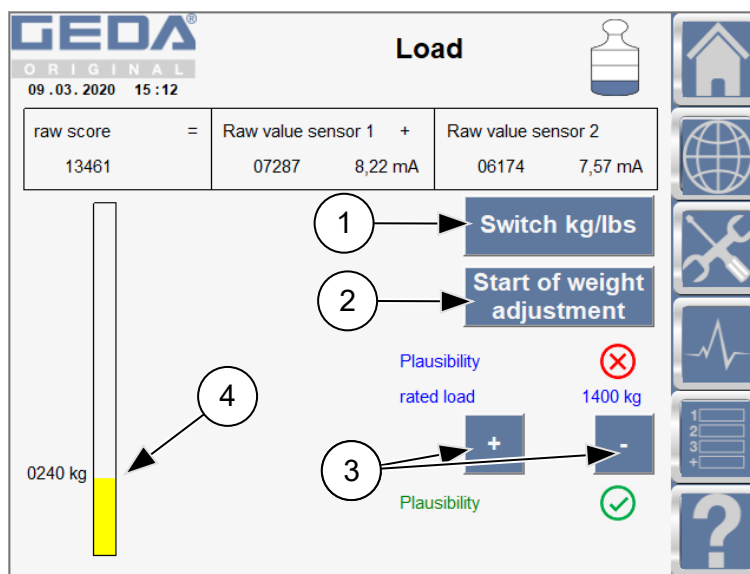 GEDA®
ORIGINAL
09.03.2020 15:12
Load
raw score = Raw value sensor 1 + Raw value sensor 2
13461 07287 8,22 mA 06174 7,57 mA
1
Switch kg/lbs
2
Start of weight
adjustment
Plausibility
4
rated load 1400 kg
+ -
3
0240 kg
Plausibility
1
2
3
+
?